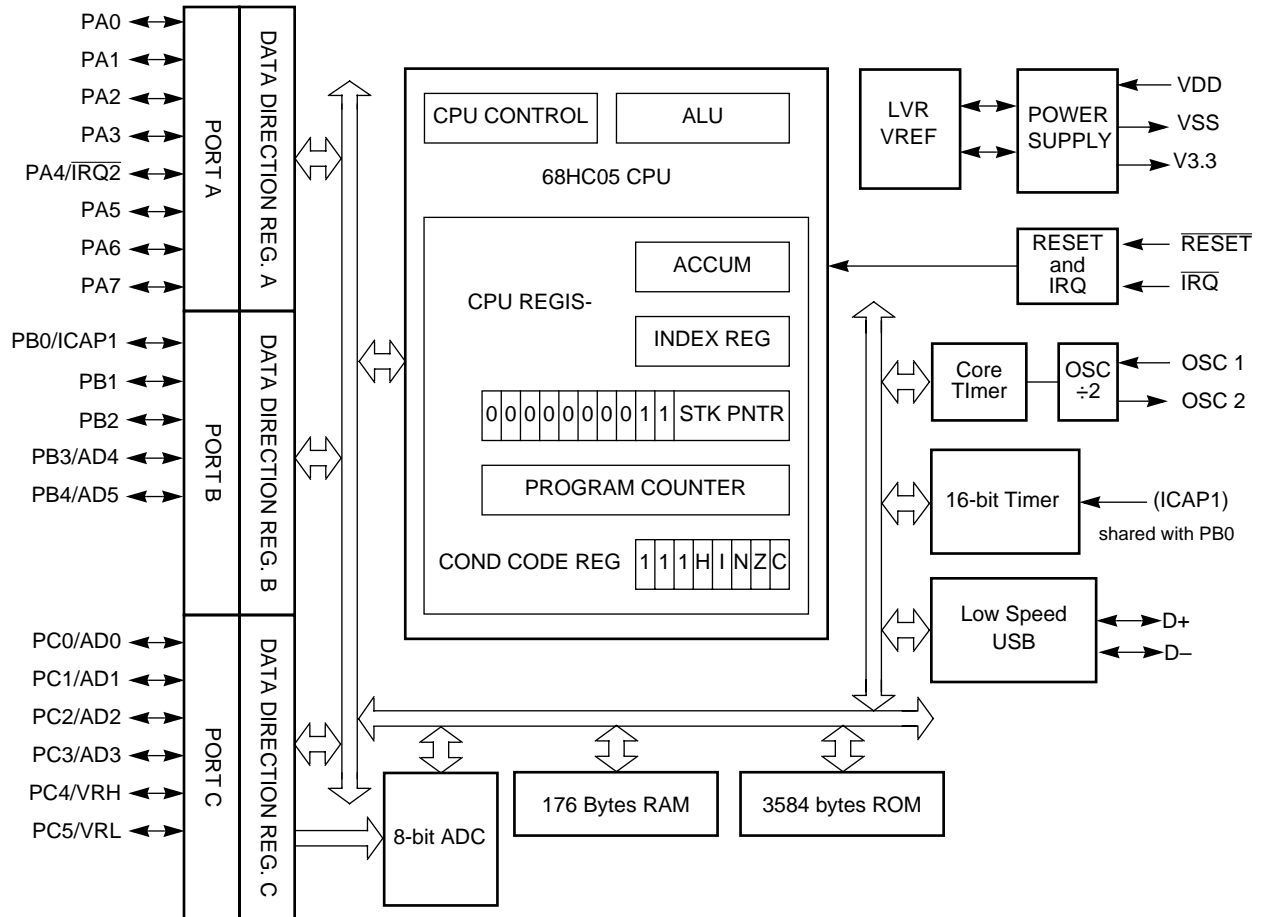 PA0
PA1
PA2
PA3
PA4/IRQ2
PA5
PA6
PA7
PORT A
DATA DIRECTION REG. A
PB0/ICAP1
PB1
PB2
PB3/AD4
PB4/AD5
PORT B
DATA DIRECTION REG. B
PC0/AD0
PC1/AD1
PC2/AD2
PC3/AD3
PC4/VRH
PC5/VRL
PORT C
DATA DIRECTION REG. C
CPU CONTROL
ALU
68HC05 CPU
ACCUM
CPU REGIS-
INDEX REG
0 0 0 0 0 0 0 0 1 1 STK PNTR
PROGRAM COUNTER
COND CODE REG
1 1 1 H I N Z C
LVR
VREF
POWER
SUPPLY
VDD
VSS
V3.3
RESET
and
IRQ
RESET
IRQ
Core
TImer
OSC
÷2
OSC 1
OSC 2
16-bit Timer
(ICAP1)
shared with PB0
Low Speed
USB
D+
D–
8-bit ADC
176 Bytes RAM
3584 bytes ROM